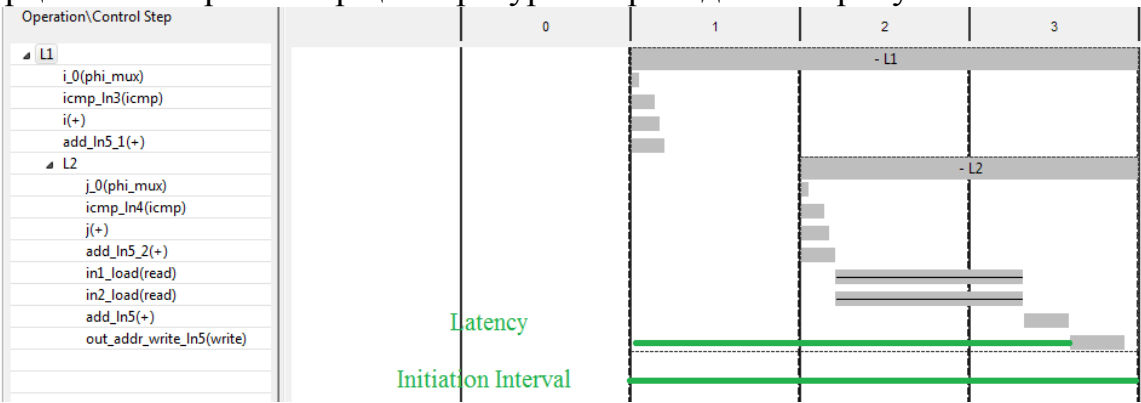 Operation\Control Step 0 1 2 3
L1 - L1
i_0(phi_mux)
icmp_ln3(icmp)
i(+)
add_ln5_1(+)
L2 - L2
j_0(phi_mux)
icmp_ln4(icmp)
j(+)
add_ln5_2(+)
in1_load(read)
in2_load(read)
add_ln5(+)
Latency
out_addr_write_ln5(write)
Initiation Interval